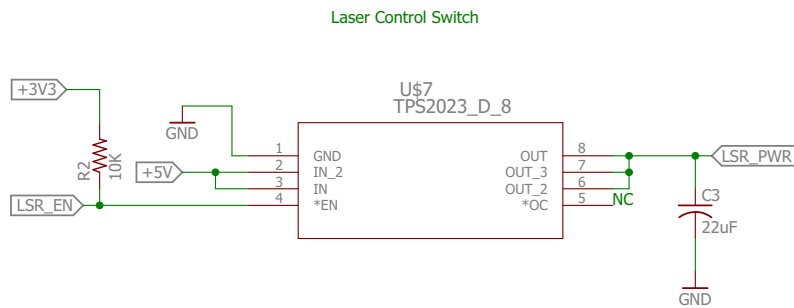 Laser Control Switch
+3V3
R2
10K
LSR_EN
GND
+5V
U$7
TPS2023_D_8
1
GND
2
IN_2
3
IN
4
*EN
OUT
8
OUT_3
7
OUT_2
6
*OC
5
NC
LSR_PWR
C3
22uF
GND